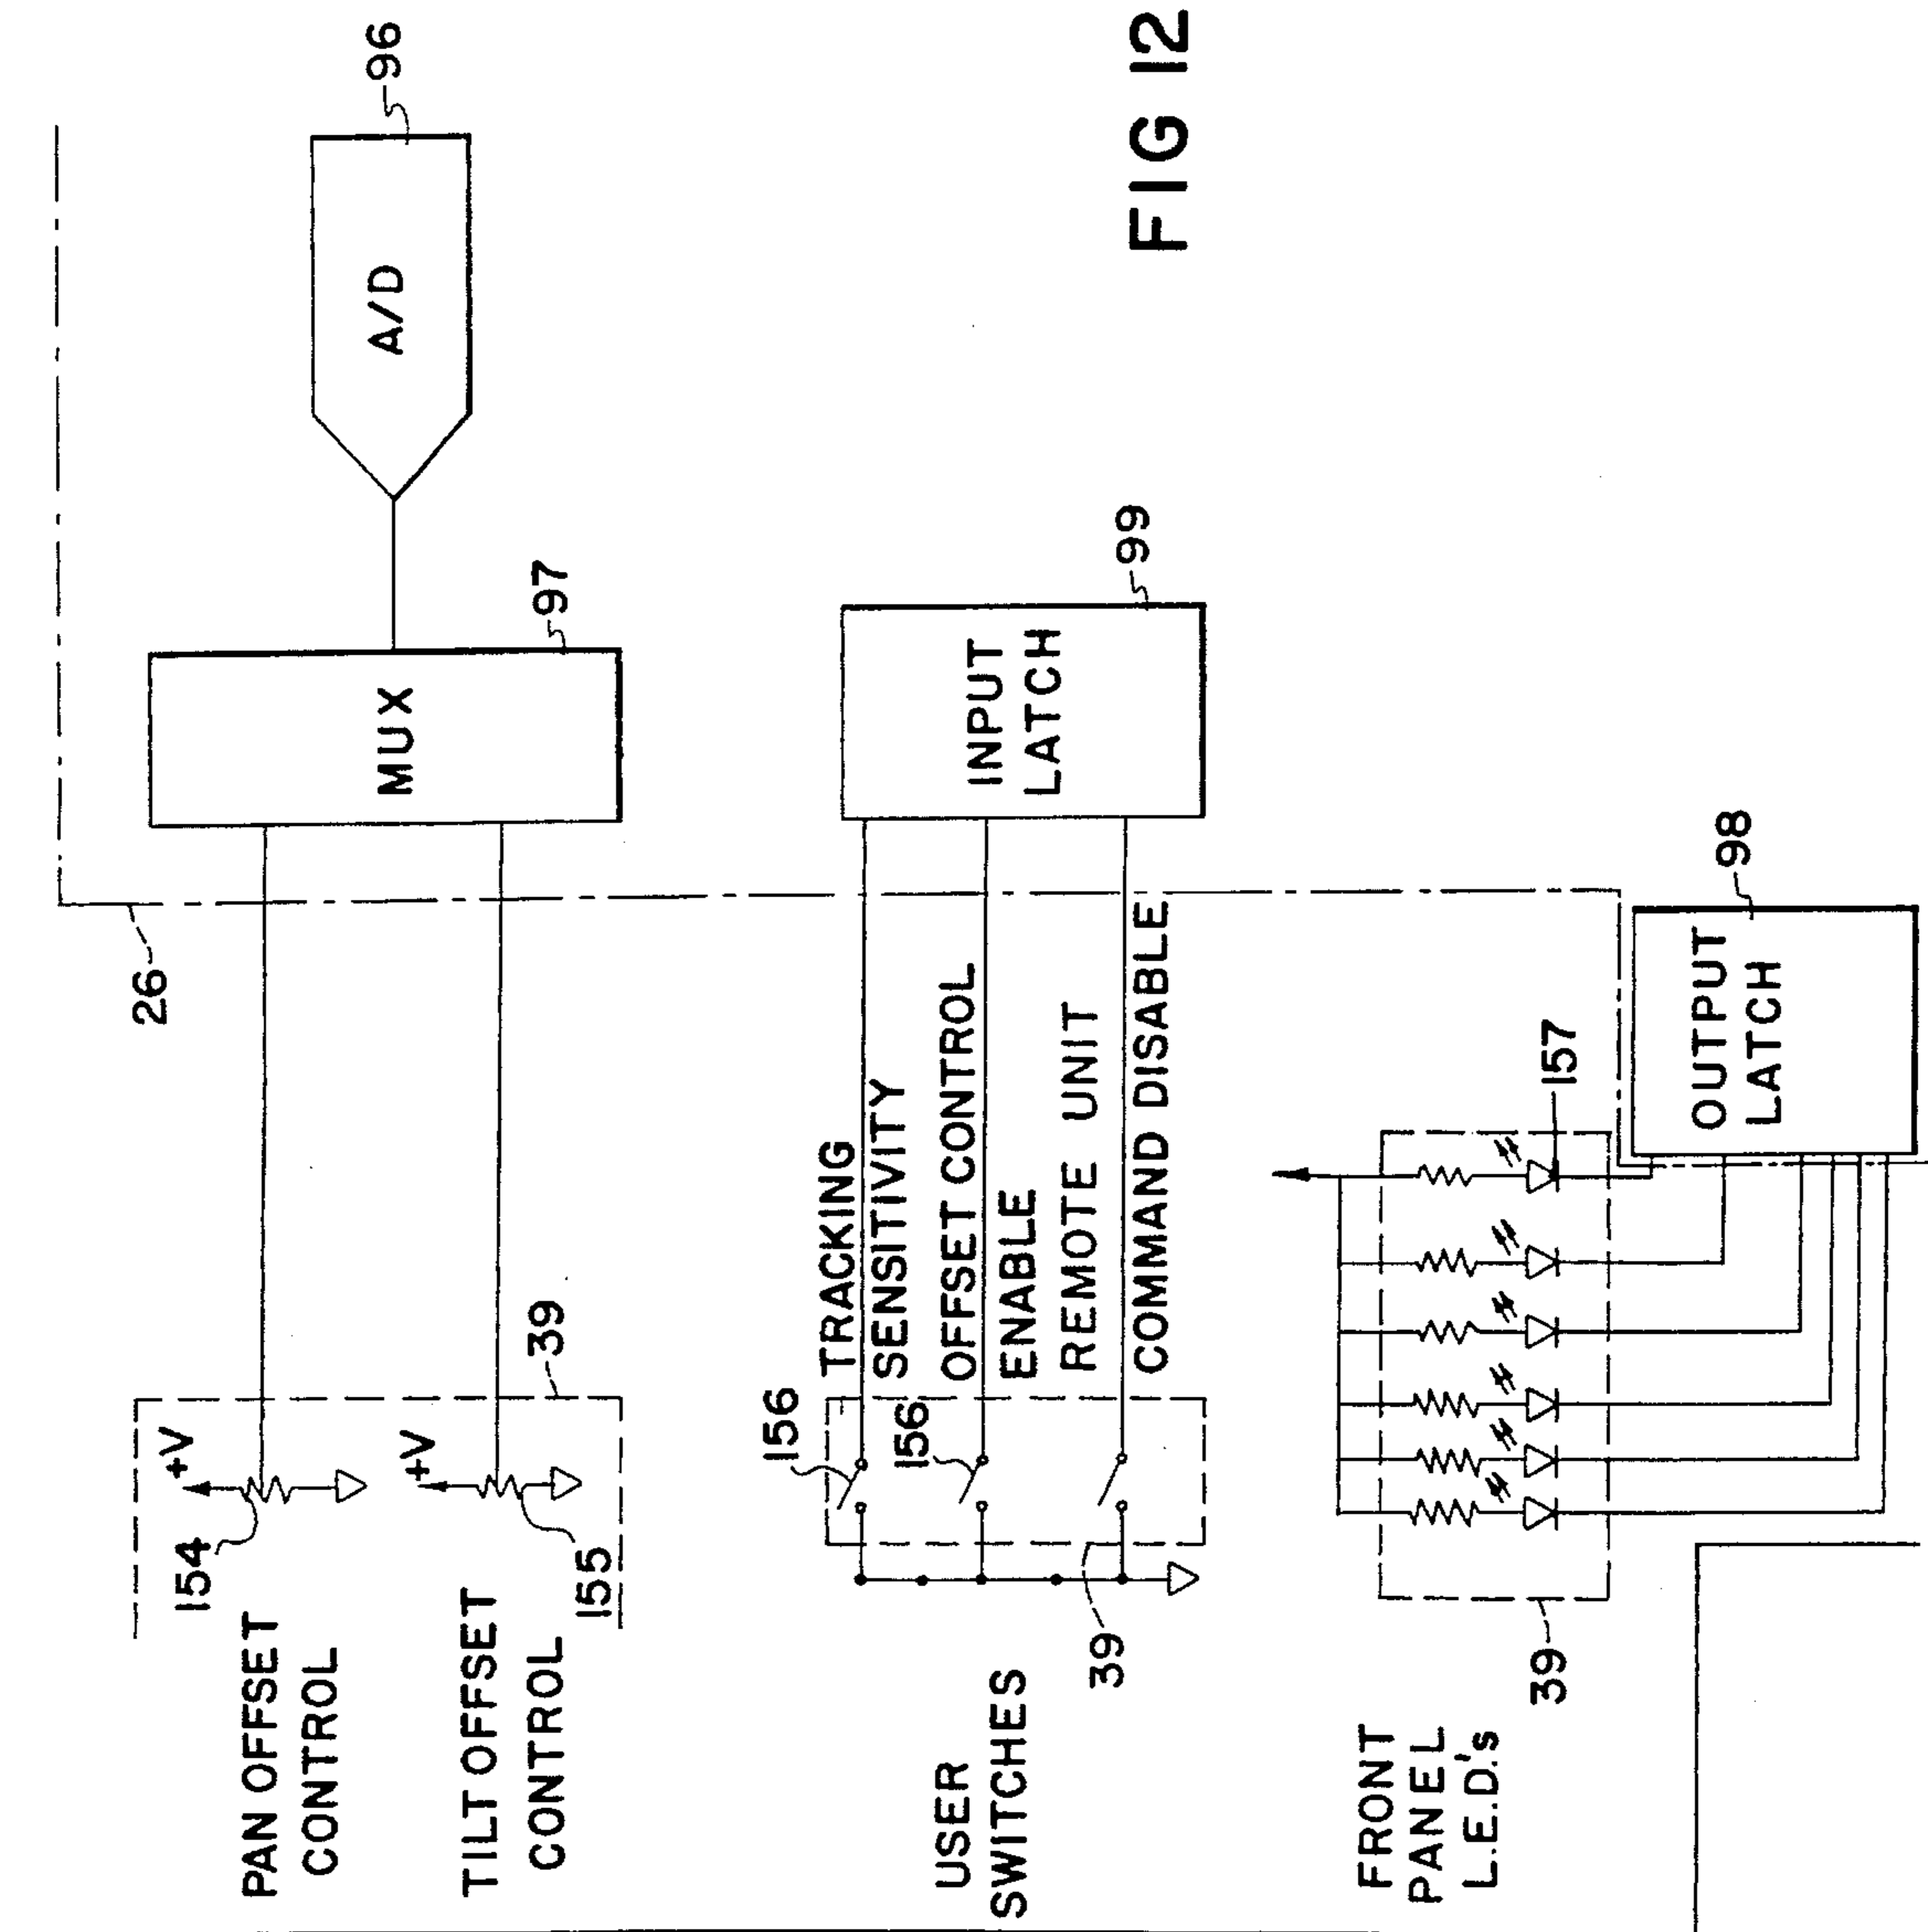 PAN OFFSET
CONTROL
154
+V
26
MUX
97
A/D
96
TILT OFFSET
CONTROL
155
+V
39
USER
SWITCHES
156
156
39
TRACKING
SENSITIVITY
OFFSET CONTROL
ENABLE
REMOTE UNIT
COMMAND DISABLE
INPUT
LATCH
99
FRONT
PANEL
L.E.D.'s
39
157
OUTPUT
LATCH
98
FIG 12